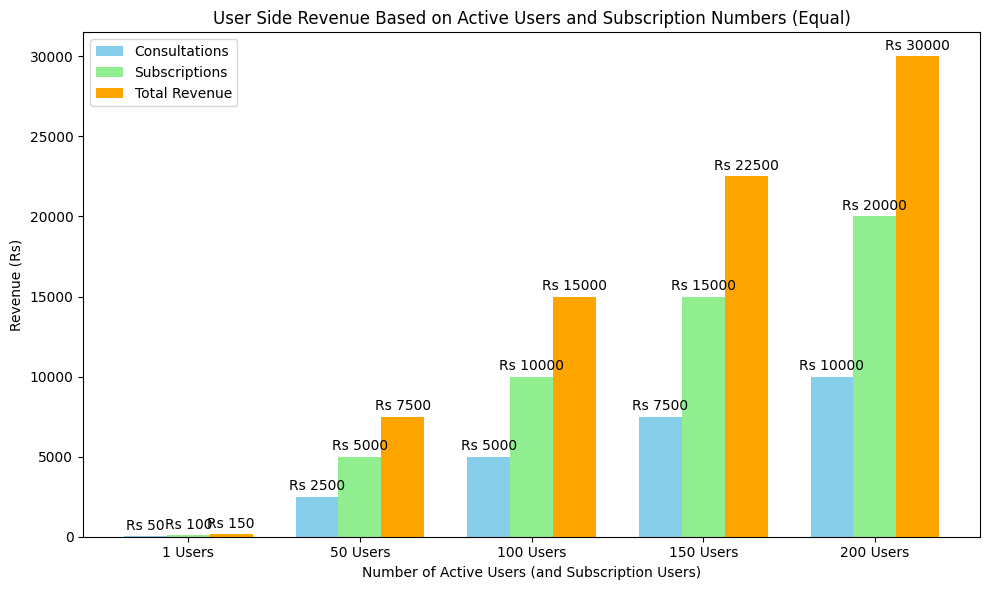 User Side Revenue Based on Active Users and Subscription Numbers (Equal)
Consultations
Subscriptions
Total Revenue
Revenue (Rs)
30000
25000
20000
15000
10000
5000
0
Rs 50
Rs 100
Rs 150
Rs 2500
Rs 5000
Rs 7500
Rs 5000
Rs 10000
Rs 15000
Rs 7500
Rs 15000
Rs 22500
Rs 10000
Rs 20000
Rs 30000
1 Users
50 Users
100 Users
150 Users
200 Users
Number of Active Users (and Subscription Users)